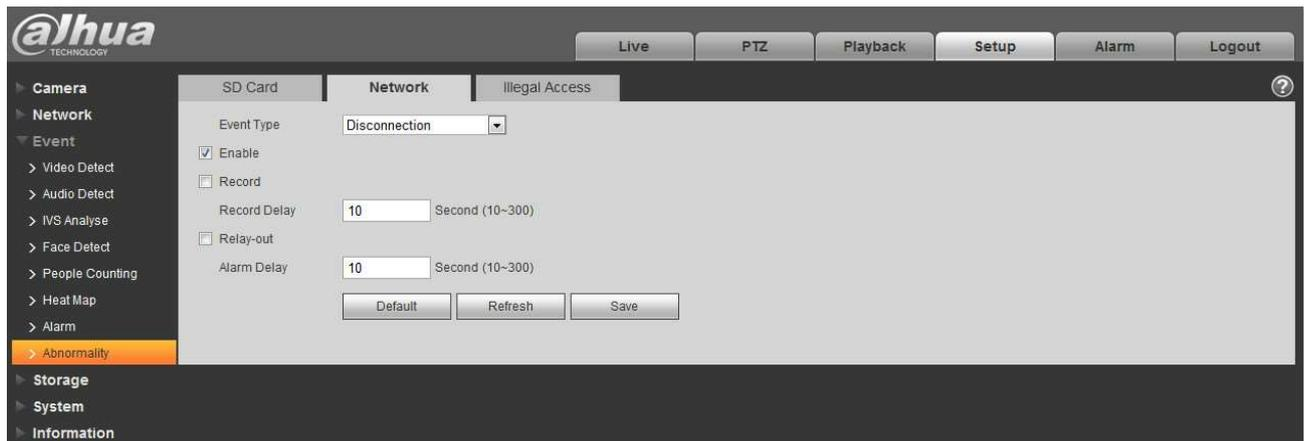 alhua
TECHNOLOGY
Live
PTZ
Playback
Setup
Alarm
Logout
Camera
Network
Event
> Video Detect
> Audio Detect
> IVS Analyse
> Face Detect
> People Counting
> Heat Map
> Alarm
> Abnormality
Storage
System
Information
SD Card
Network
Illegal Access
?
Event Type Disconnection
Enable
Record
Record Delay 10 Second (10~300)
Relay-out
Alarm Delay 10 Second (10~300)
Default Refresh Save